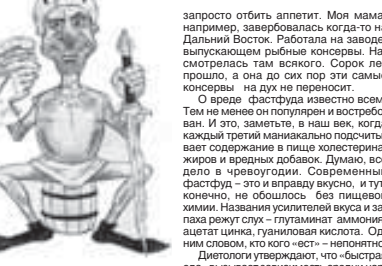 запросто отбить аппетит. Моя мама,
например, завербовалась когда-то на
Дальний Восток. Работала на заводе,
выпускающем рыбные консервы. На-
смотрелась там всякого. Сорок лет
прошло, а она до сих пор эти самые
консервы на дух не переносит.
О вреде фастфуда известно всем.
Тем не менее он популярен и востребо-
ван. И это, заметьте, в наш век, когда
каждый третий маниакально подсчиты-
вает содержание в пище холестерина,
жиров и вредных добавок. Думаю, все
дело в чревоугодии. Современный
фастфуд – это и вправду вкусно, и тут,
конечно, не обошлось без пищевой
химии. Названия усилителей вкуса и за-
паха режут слух – глутаминат аммония,
ацетат цинка, гуаниловая кислота. Од-
ним словом, кто кого «ест» – непонятно.
Диетологи утверждают, что «быстрая